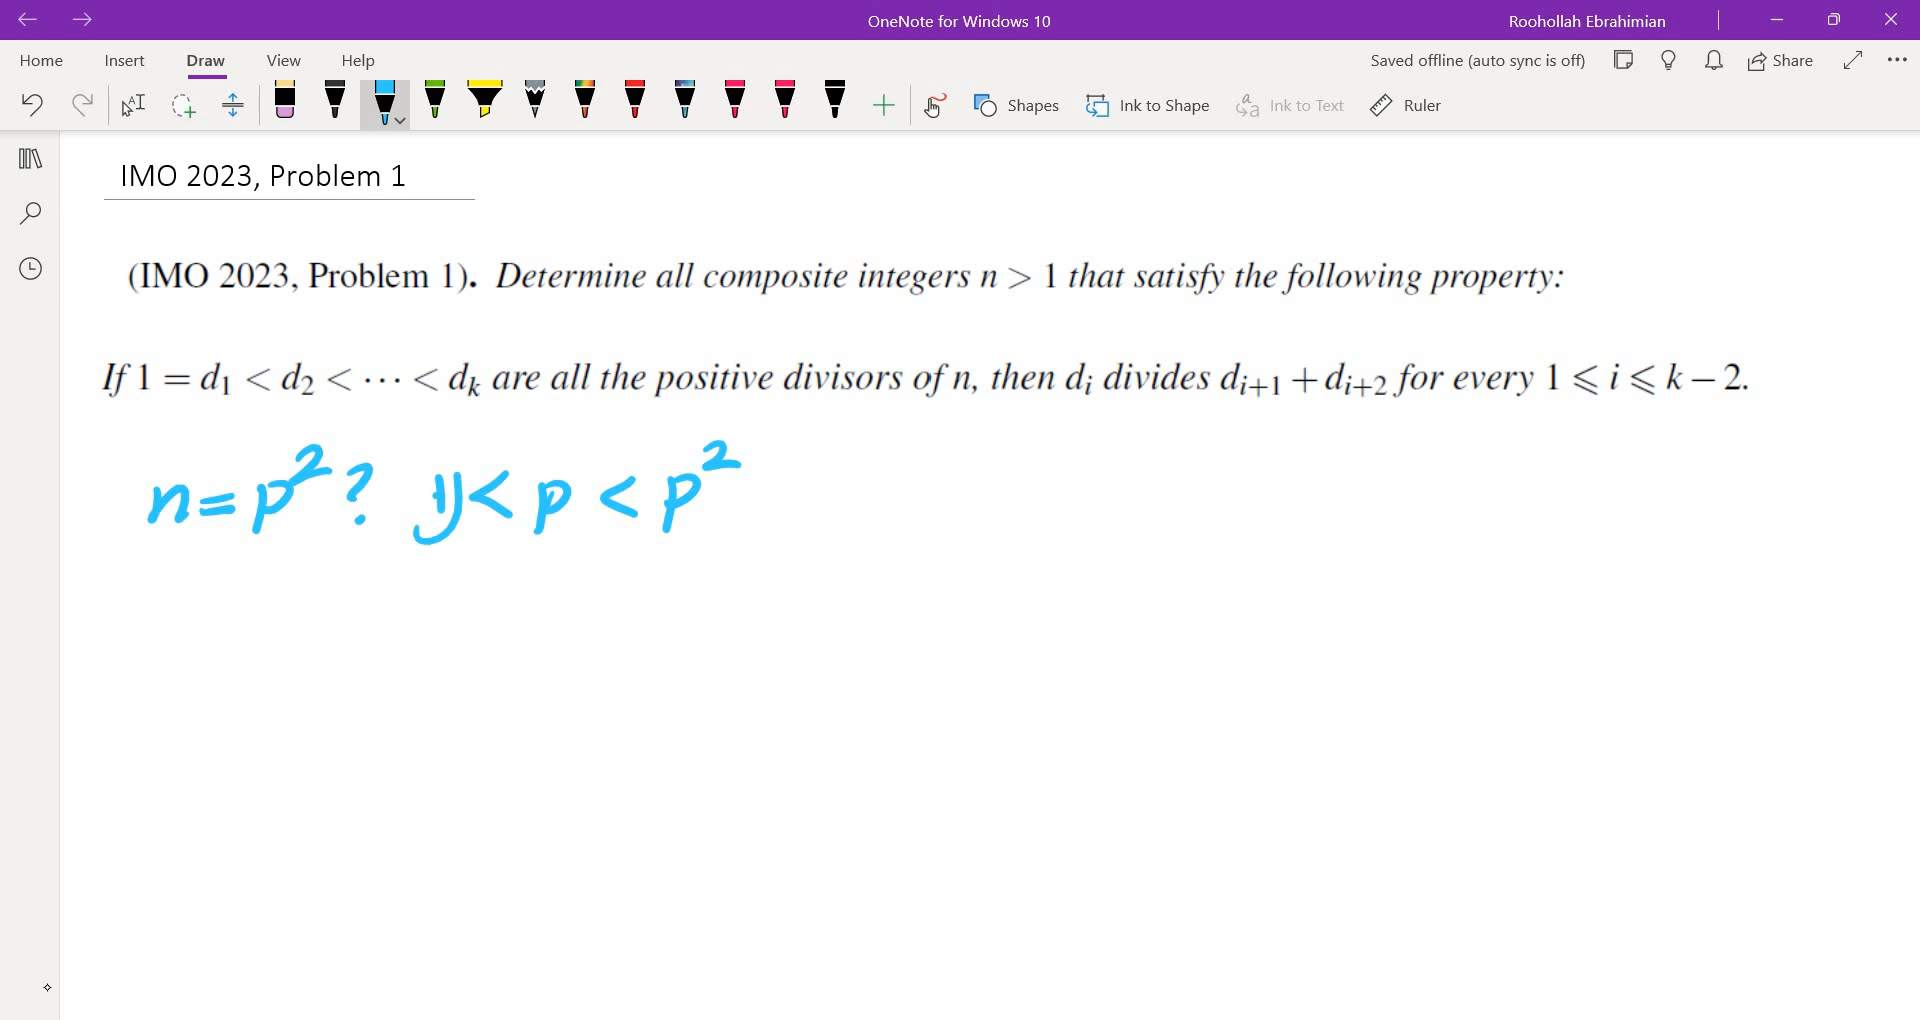 OneNote for Windows 10
Roohollah Ebrahimian
Home Insert Draw View Help
Saved offline (auto sync is off) Share
Shapes Ink to Shape Ink to Text Ruler
IMO 2023, Problem 1
(IMO 2023, Problem 1). Determine all composite integers n > 1 that satisfy the following property:
If 1 = d₁ < d₂ < ⋯ < dₖ are all the positive divisors of n, then dᵢ divides dᵢ₊₁ + dᵢ₊₂ for every 1 ⩽ i ⩽ k − 2.
n = p² ? 1 < p < p²